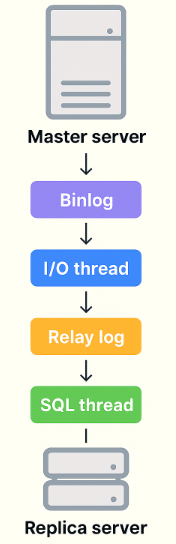 Master server
Binlog
I/O thread
Relay log
SQL thread
Replica server